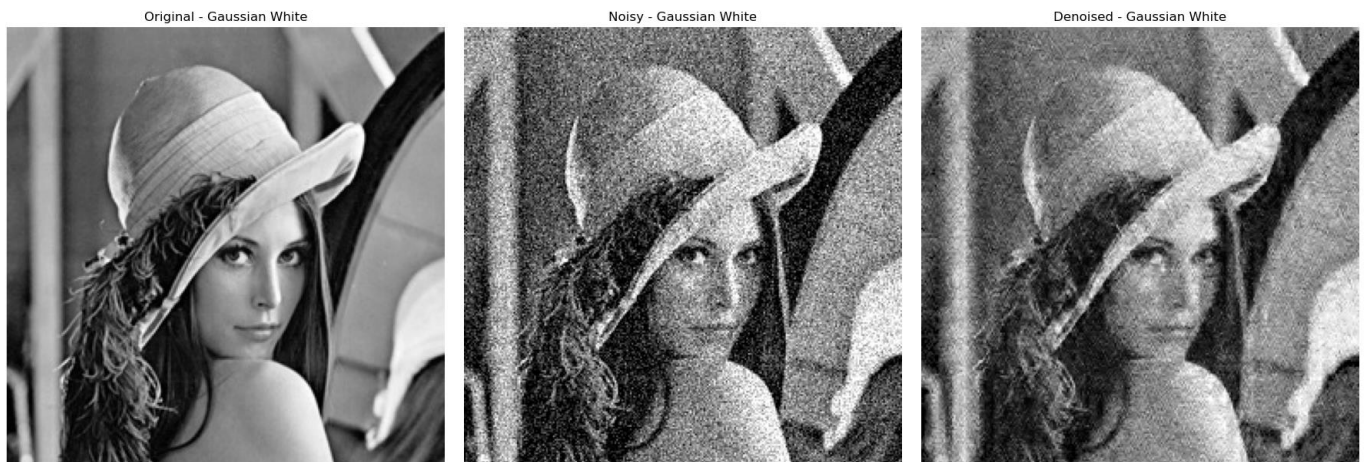 Original - Gaussian White
Noisy - Gaussian White
Denoised - Gaussian White